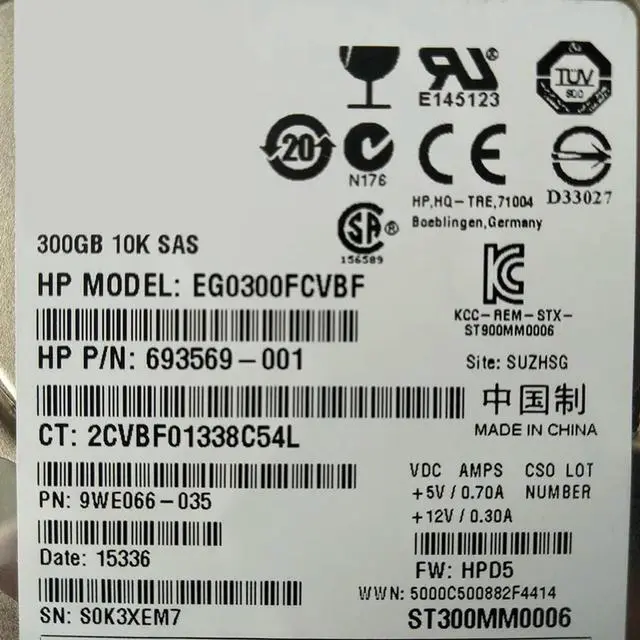 E145123
TÜV
20
N176
CE
HP,HQ-TRE,71004
Boeblingen,Germany
D33027
SA®
156589
300GB 10K SAS
HP MODEL: EG0300FCVBF
KCC-REM-STX-
ST900MM0006
HP P/N: 693569-001
Site: SUZHSG
中国制
MADE IN CHINA
CT: 2CVBF01338C54L
VDC AMPS CSO LOT
+5V / 0.70A NUMBER
+12V / 0.30A
PN: 9WE066-035
Date: 15336
FW: HPD5
WWN: 5000C500882F4414
SN: S0K3XEM7
ST300MM0006